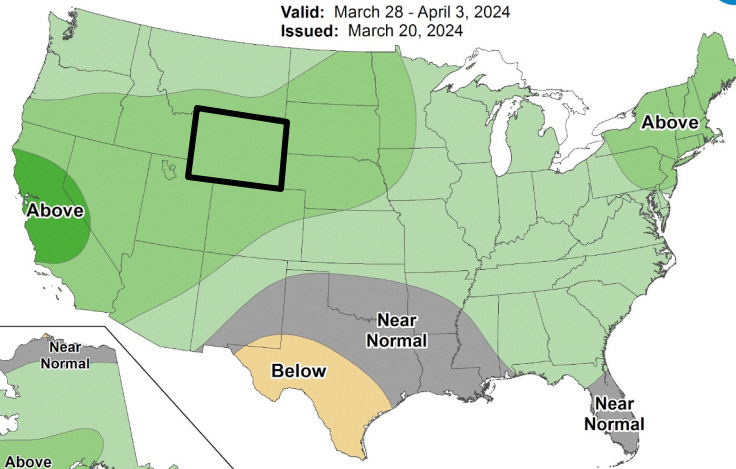 Valid: March 28 - April 3, 2024
Issued: March 20, 2024
Above
Above
Near
Normal
Below
Near
Normal
Near
Normal
Above